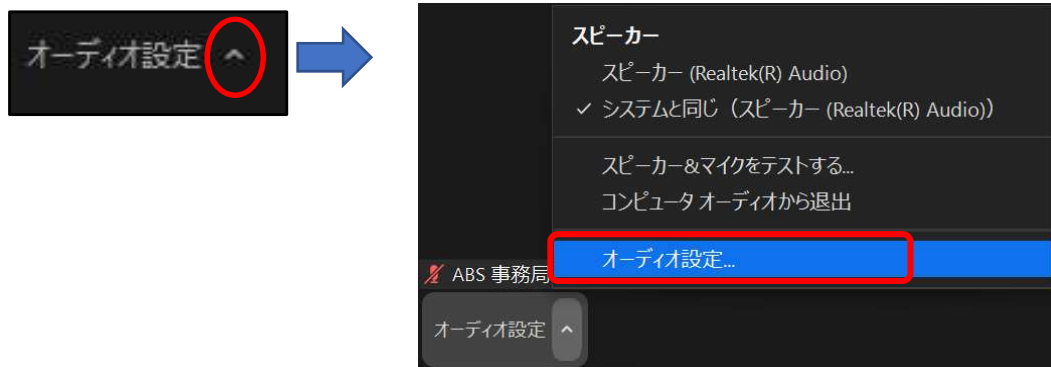 オーディオ設定 ^
スピーカー
スピーカー (Realtek(R) Audio)
✓ システムと同じ（スピーカー (Realtek(R) Audio)）
スピーカー&マイクをテストする...
コンピュータ オーディオから退出
オーディオ設定...
ABS 事務局
オーディオ設定 ^